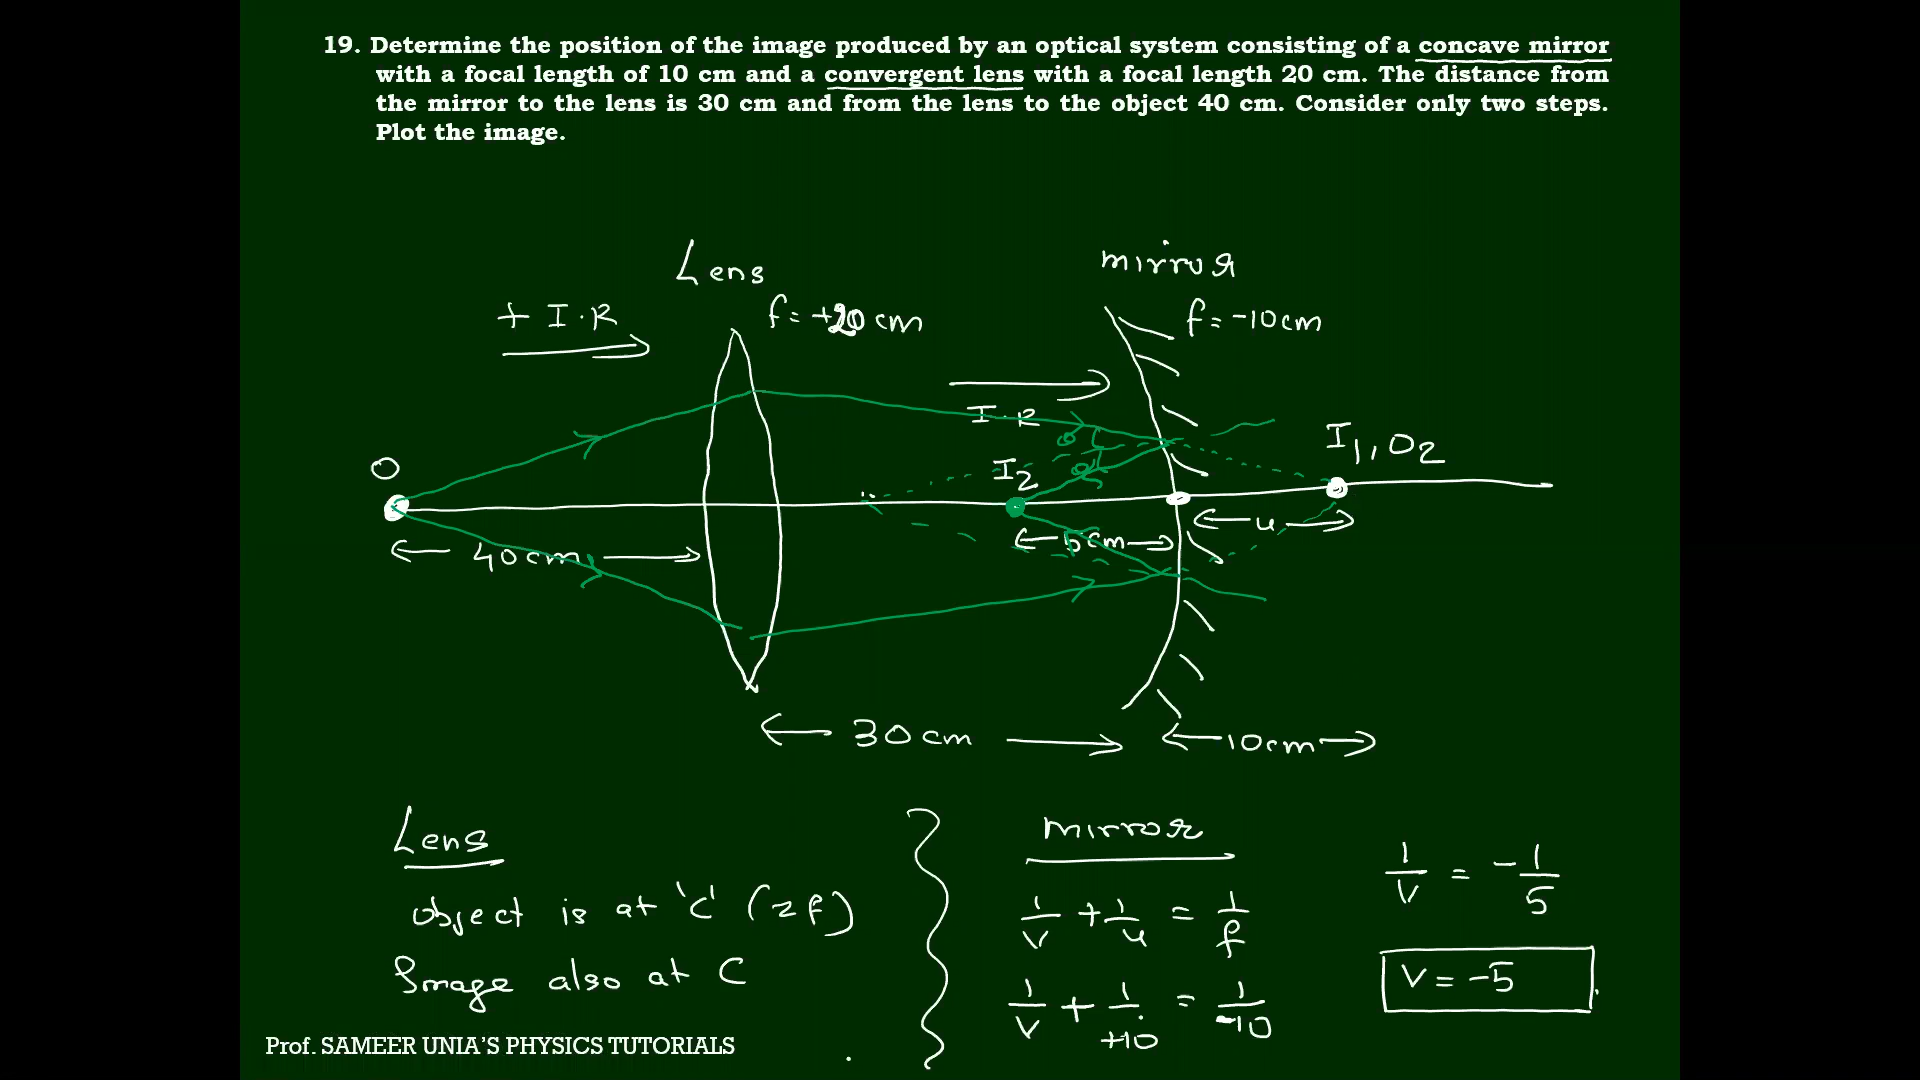 19. Determine the position of the image produced by an optical system consisting of a concave mirror
with a focal length of 10 cm and a convergent lens with a focal length 20 cm. The distance from
the mirror to the lens is 30 cm and from the lens to the object 40 cm. Consider only two steps.
Plot the image.
Lens
mirror
+ I.R
f = +20 cm
f = -10cm
I.R
O
I2
I1, O2
40cm
5cm
u
30cm
10cm
Lens
object is at 'C' (2f)
Image also at C
mirror
1/v + 1/u = 1/f
1/v + 1/+10 = 1/-10
1/v = -1/5
v = -5
Prof. SAMEER UNIA'S PHYSICS TUTORIALS